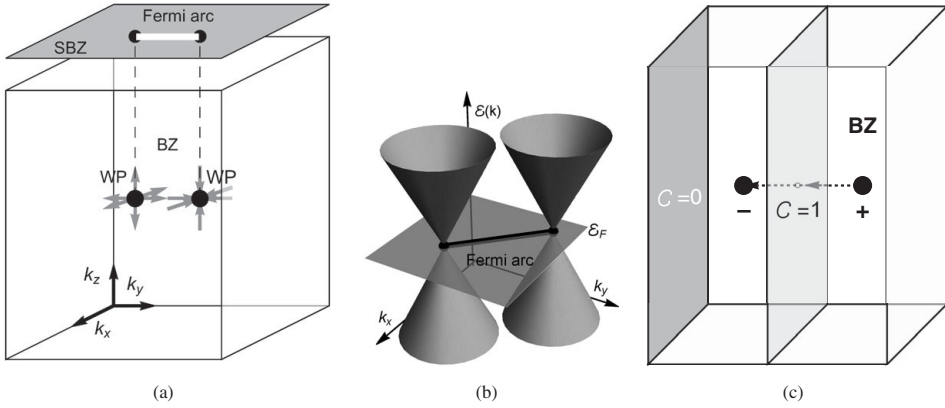 Fermi arc
SBZ
BZ
WP
WP
k_z
k_y
k_x
(a)
ℰ(k)
ℰ_F
Fermi arc
k_x
k_y
(b)
BZ
C=0
C=1
–
+
(c)